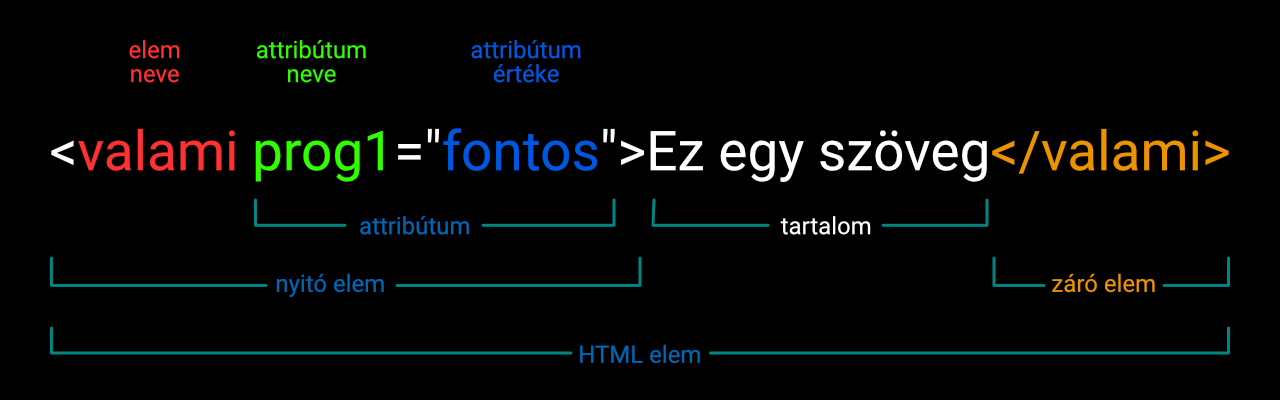 elem
neve
attribútum
neve
attribútum
értéke
<valami prog1="fontos">Ez egy szöveg</valami>
attribútum
tartalom
nyitó elem
záró elem
HTML elem